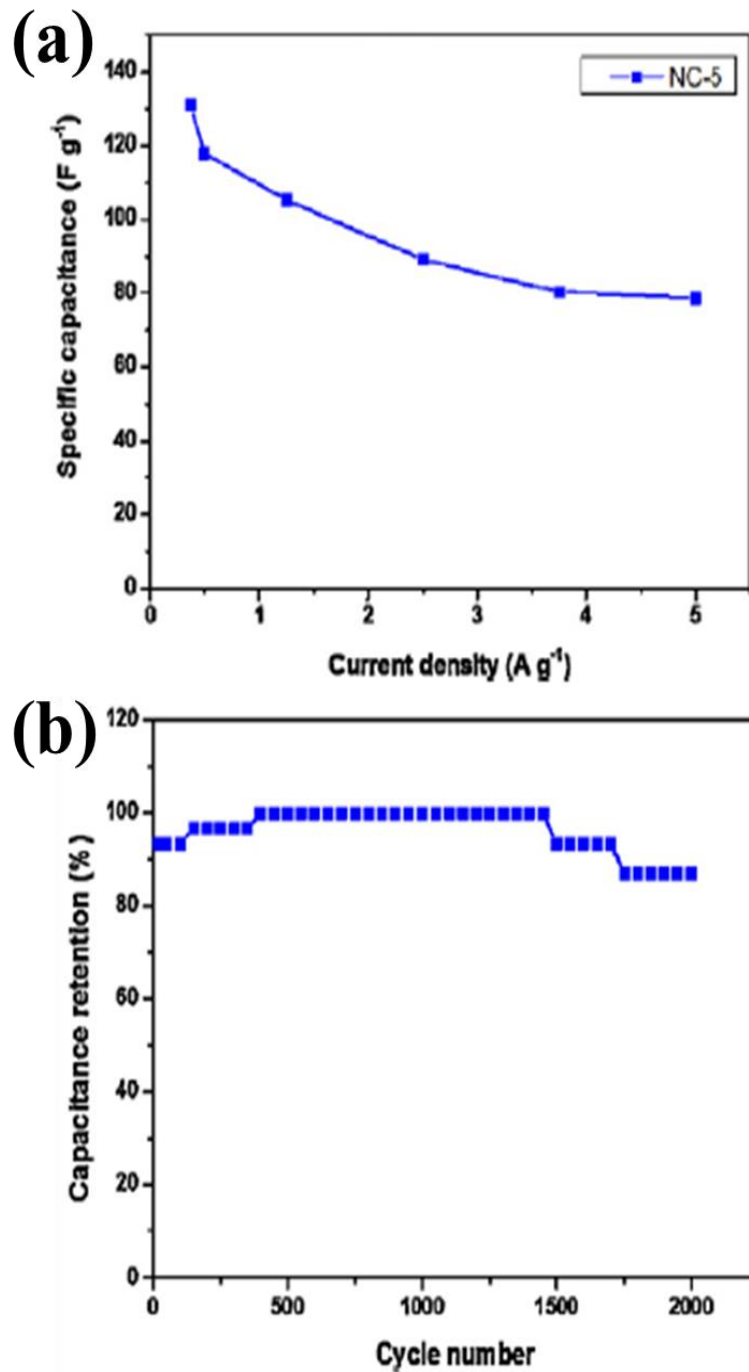 (a)
NC-5
140
120
100
80
60
40
20
0
Specific capacitance (F g⁻¹)
0 1 2 3 4 5
Current density (A g⁻¹)
(b)
120
100
80
60
40
20
0
Capacitance retention (%)
0 500 1000 1500 2000
Cycle number